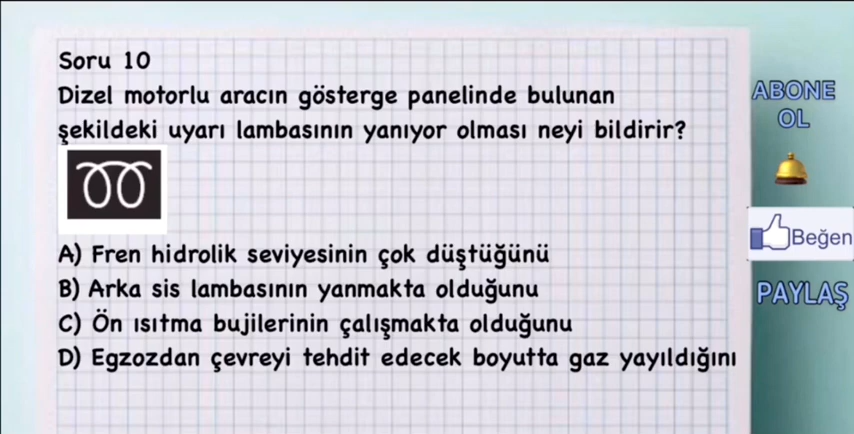 Soru 10
Dizel motorlu aracın gösterge panelinde bulunan
şekildeki uyarı lambasının yanıyor olması neyi bildirir?
A) Fren hidrolik seviyesinin çok düştüğünü
B) Arka sis lambasının yanmakta olduğunu
C) Ön ısıtma bujilerinin çalışmakta olduğunu
D) Egzozdan çevreyi tehdit edecek boyutta gaz yayıldığını
ABONE
OL
Beğen
PAYLAŞ